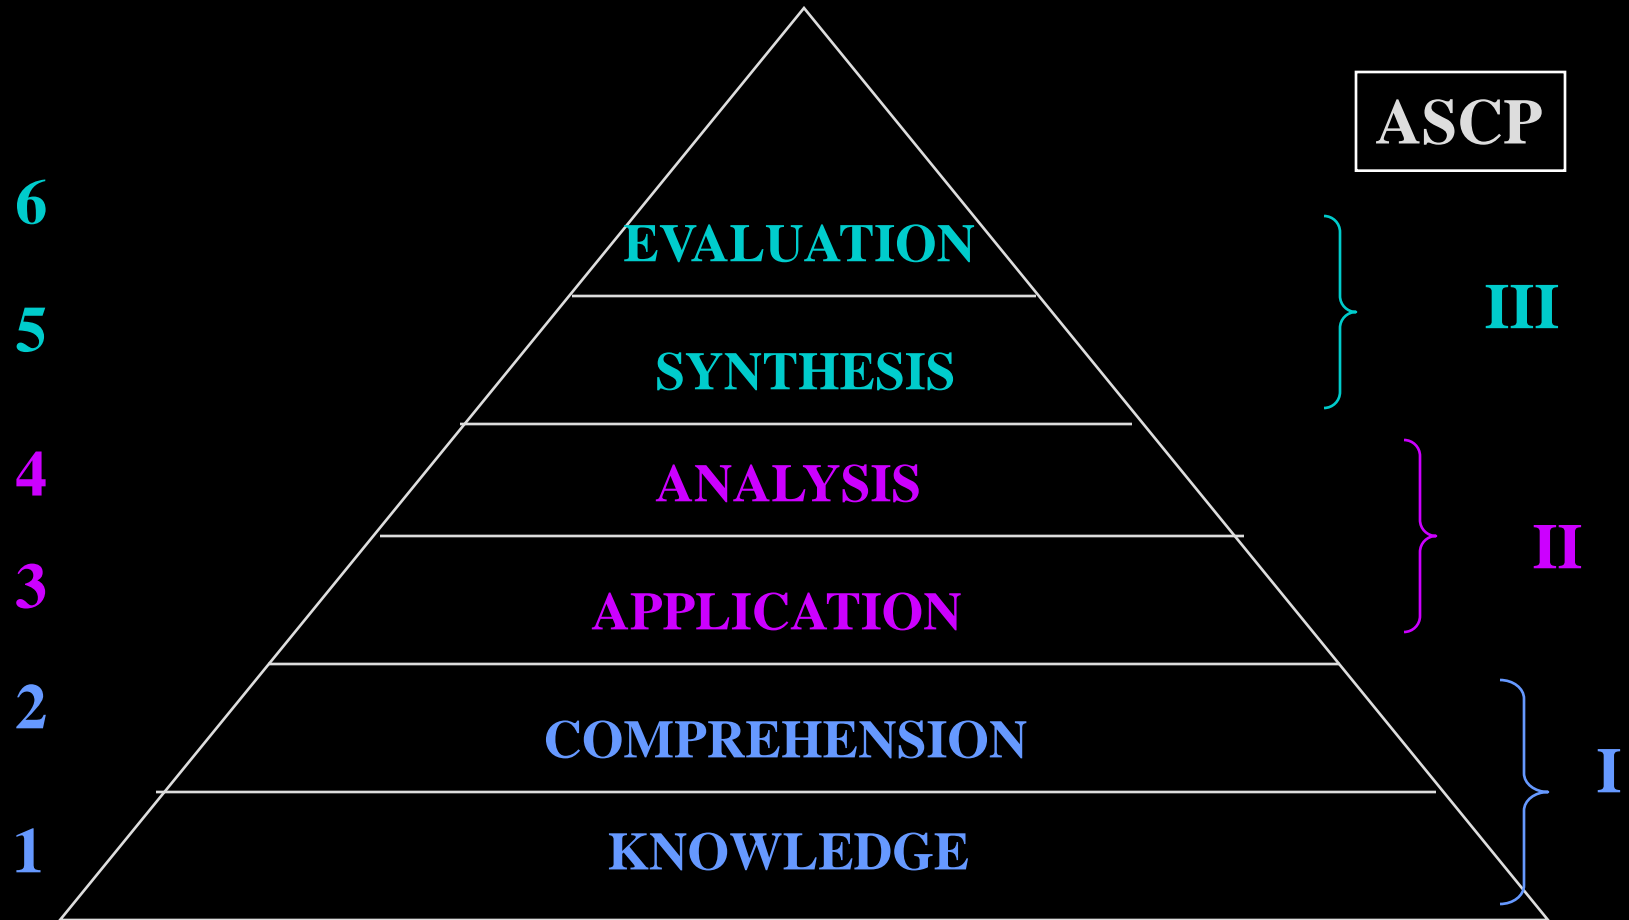 ASCP
6
EVALUATION
5
SYNTHESIS
III
4
ANALYSIS
3
APPLICATION
II
2
COMPREHENSION
I
1
KNOWLEDGE